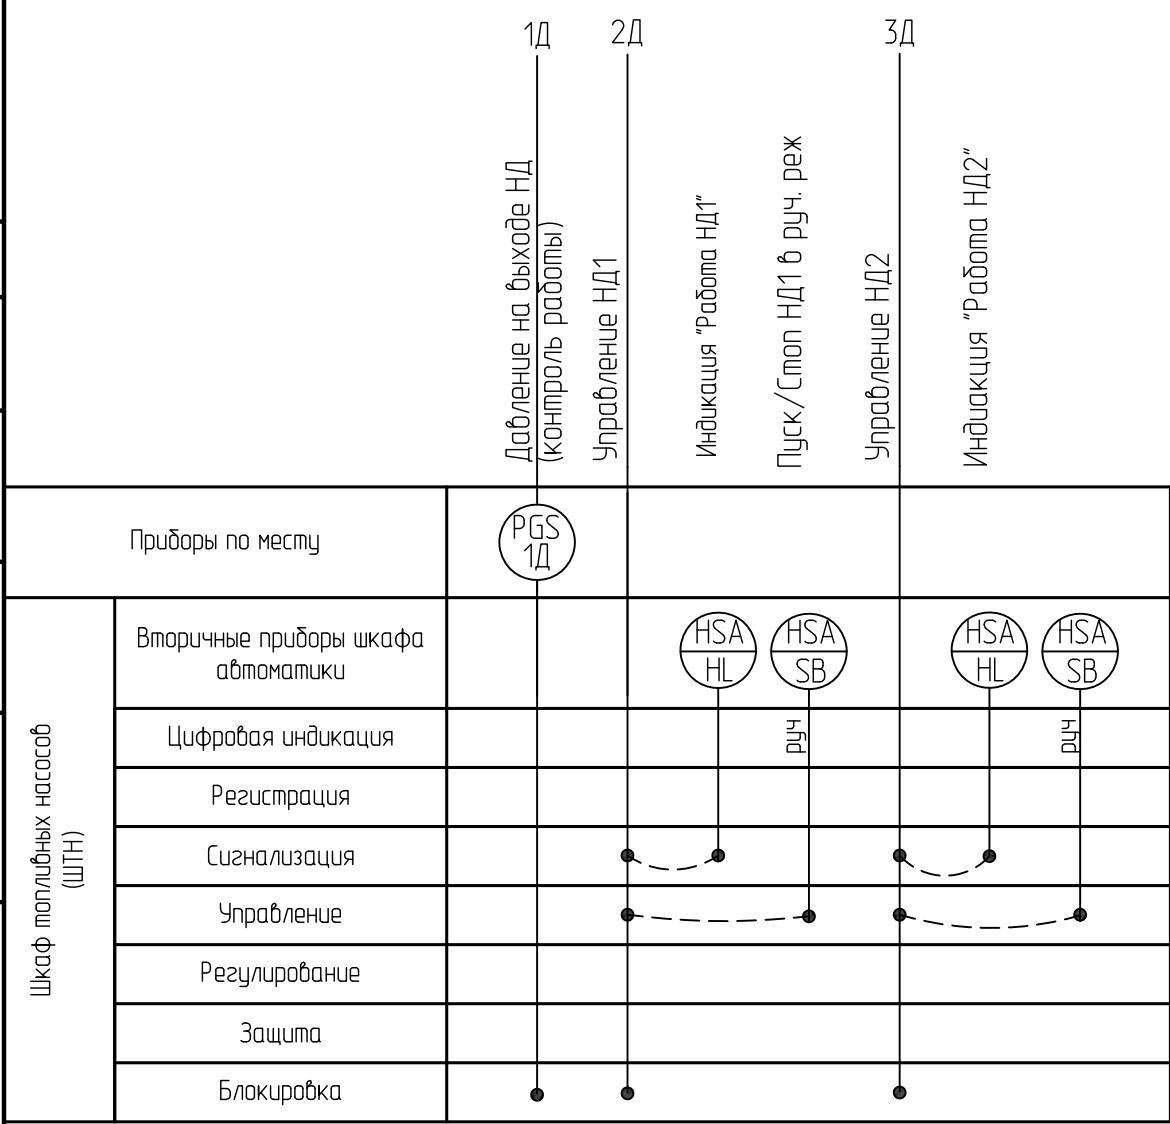 1Д
2Д
3Д
Давление на выходе НД
(контроль работы)
Управление НД1
Индикация "Работа НД1"
Пуск/Стоп НД1 в руч. реж
Управление НД2
Индиакция "Работа НД2"
Приборы по месту
PGS
1Д
Шкаф топливных насосов
(ШТН)
Вторичные приборы шкафа
автоматики
HSA
HL
HSA
SB
HSA
HL
HSA
SB
Цифровая индикация
руч
руч
Регистрация
Сигнализация
Управление
Регулирование
Защита
Блокировка